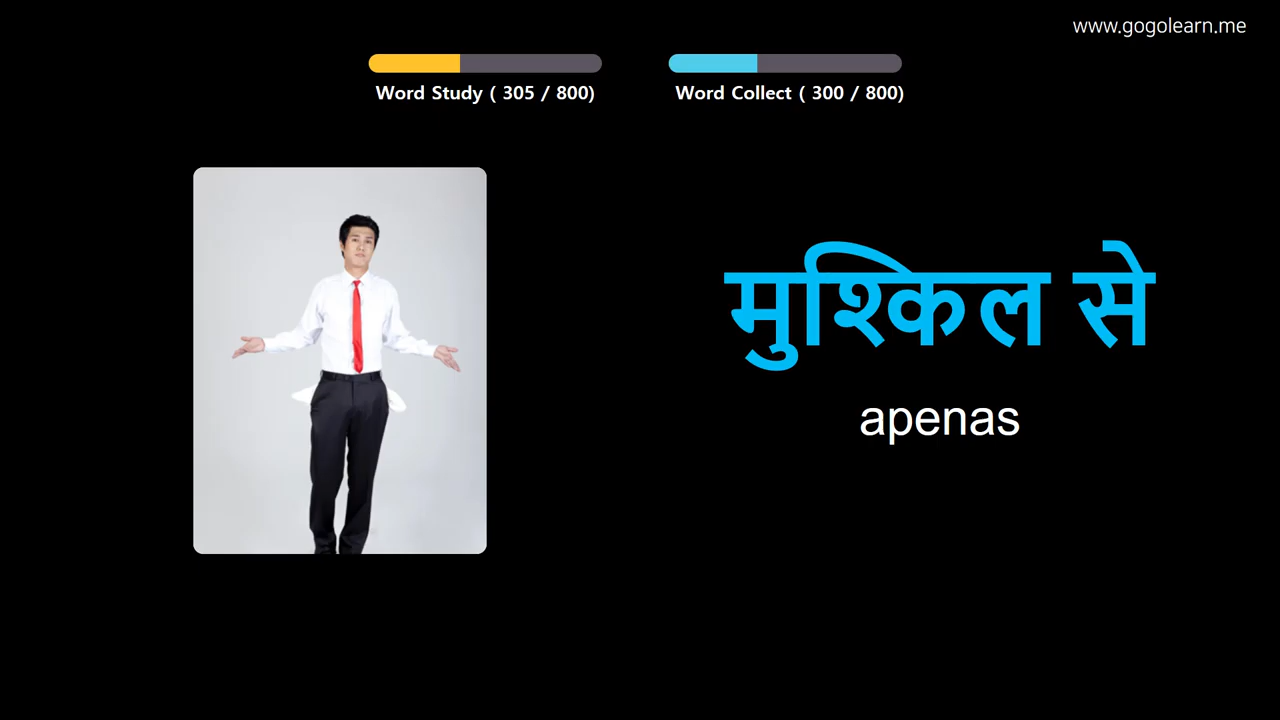 www.gogolearn.me
Word Study ( 305 / 800)
Word Collect ( 300 / 800)
मुश्किल से
apenas